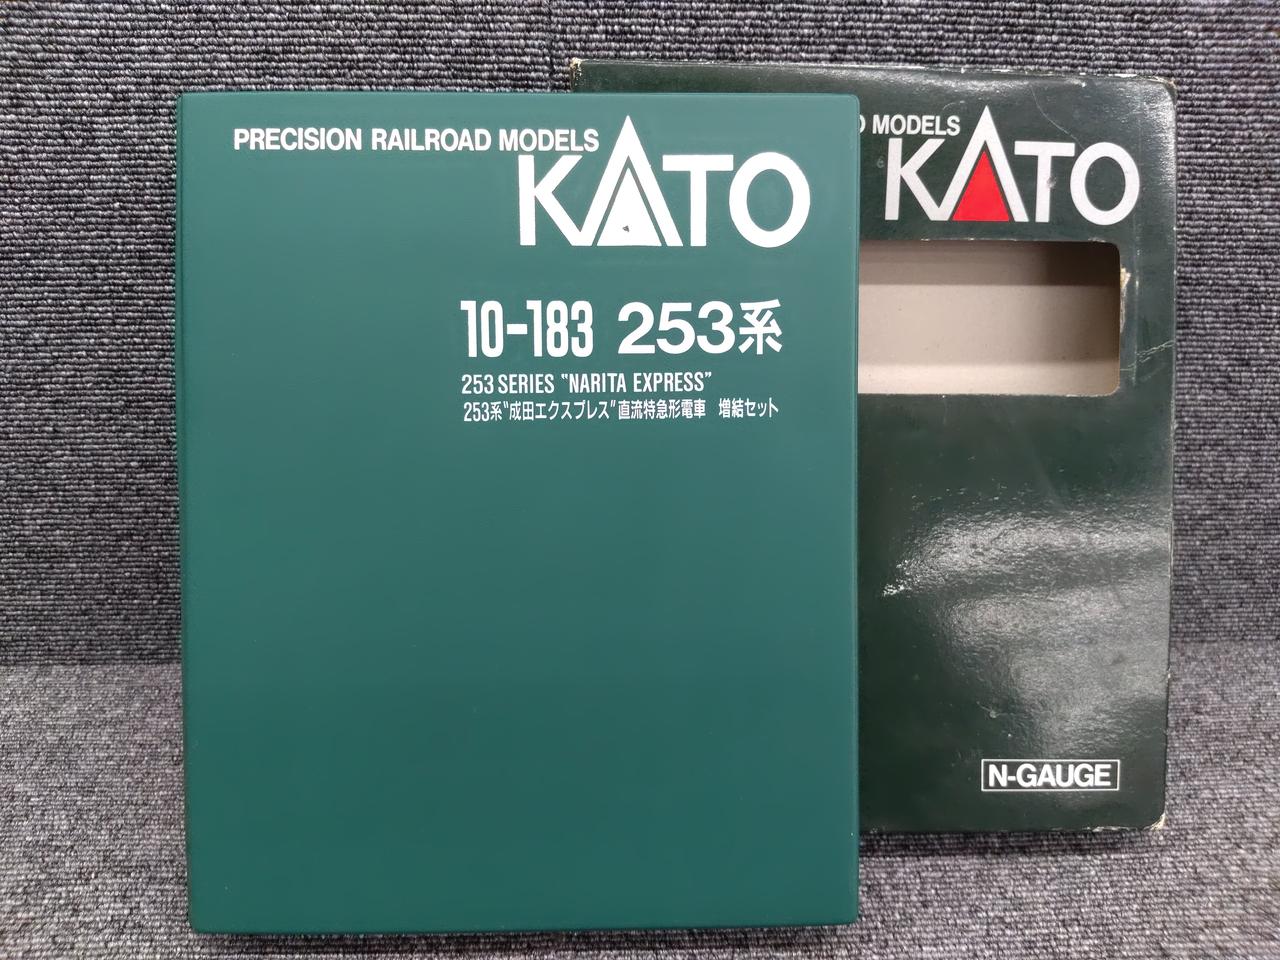 PRECISION RAILROAD MODELS
KATO
10-183 253系
253 SERIES "NARITA EXPRESS"
253系"成田エクスプレス"直流特急形電車 増結セット
MODELS
KATO
N-GAUGE